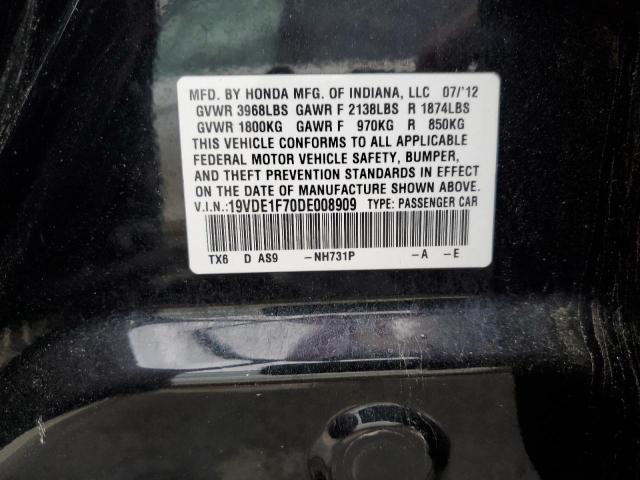 MFD. BY HONDA MFG. OF INDIANA, LLC 07/'12
GVWR 3968LBS GAWR F 2138LBS R 1874LBS
GVWR 1800KG GAWR F 970KG R 850KG
THIS VEHICLE CONFORMS TO ALL APPLICABLE
FEDERAL MOTOR VEHICLE SAFETY, BUMPER,
AND THEFT PREVENTION STANDARDS IN EFFECT
ON THE DATE OF MANUFACTURE SHOWN ABOVE.
V.I.N.:19VDE1F70DE008909 TYPE: PASSENGER CAR
TX6 D AS9 -NH731P -A -E